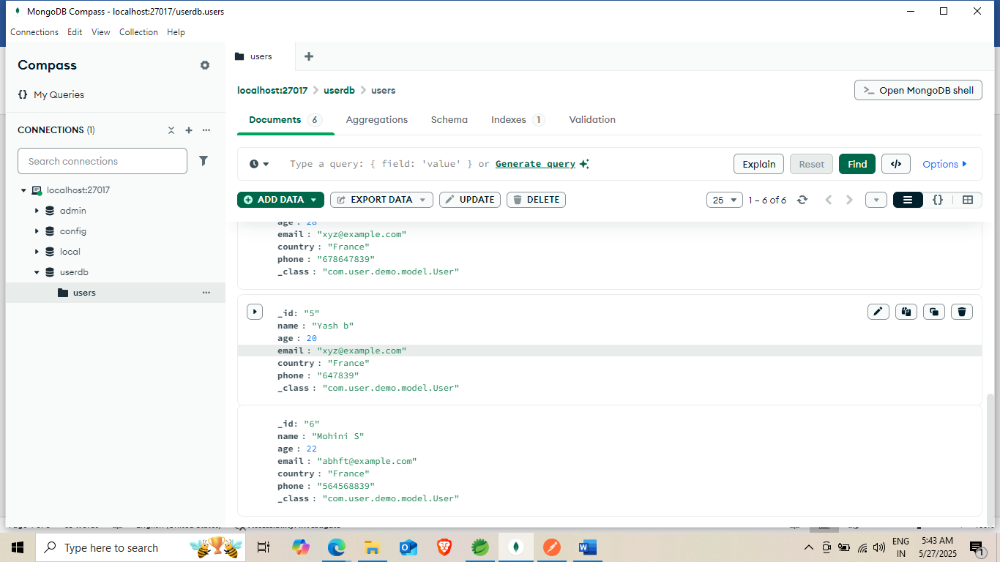 MongoDB Compass - localhost:27017/userdb.users
Connections Edit View Collection Help
Compass
{} My Queries
CONNECTIONS (1)
Search connections
localhost:27017
admin
config
local
userdb
users
users
localhost:27017 > userdb > users
>_ Open MongoDB shell
Documents 6 Aggregations Schema Indexes 1 Validation
Type a query: { field: 'value' } or Generate query
Explain Reset Find </> Options
ADD DATA EXPORT DATA UPDATE DELETE
25 1 – 6 of 6 {}
age : 28
email : "xyz@example.com"
country : "France"
phone : "678647839"
_class : "com.user.demo.model.User"
_id: "5"
name : "Yash b"
age : 20
email : "xyz@example.com"
country : "France"
phone : "647839"
_class : "com.user.demo.model.User"
_id: "6"
name : "Mohini S"
age : 22
email : "abhft@example.com"
country : "France"
phone : "564568839"
_class : "com.user.demo.model.User"
Type here to search
ENG
IN
5:43 AM
5/27/2025
1